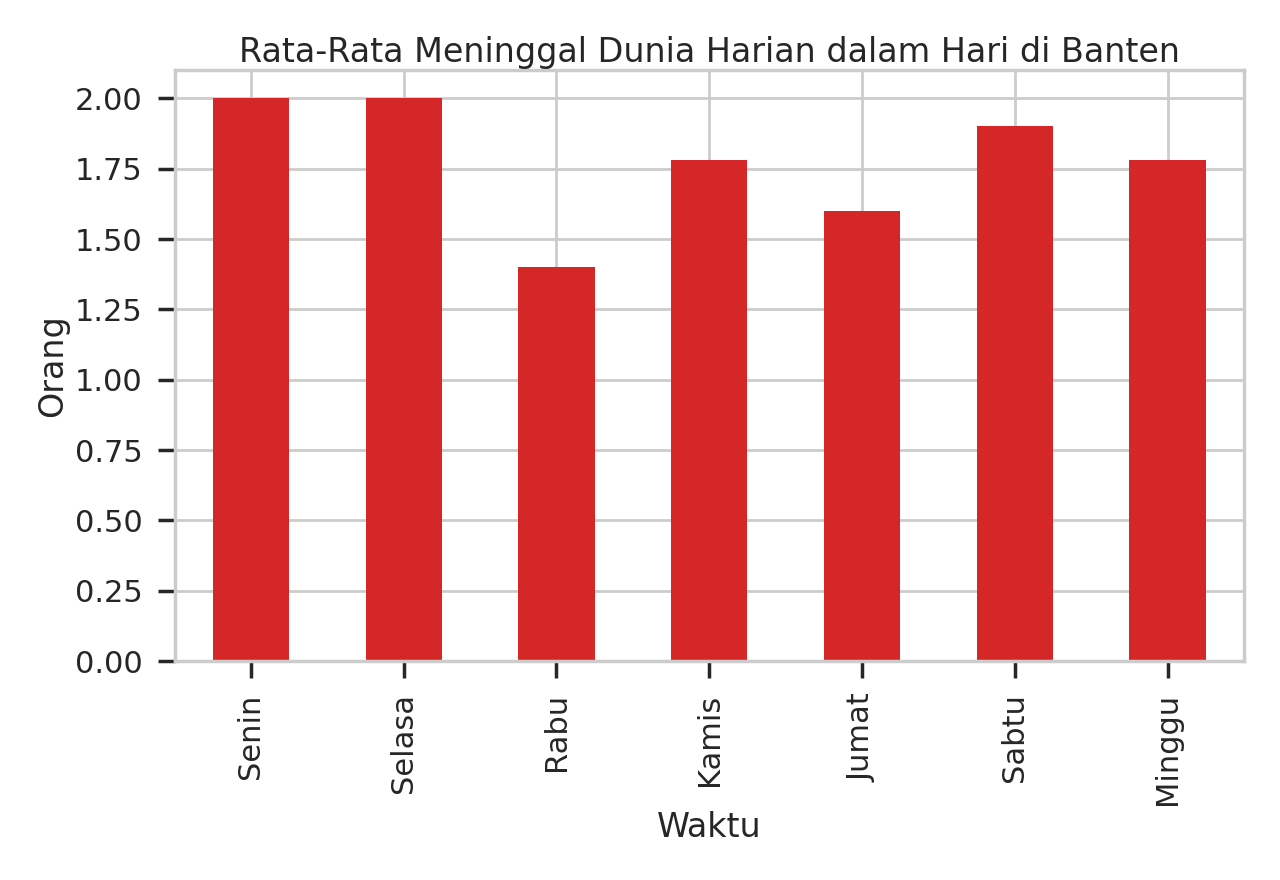 Rata-Rata Meninggal Dunia Harian dalam Hari di Banten
Orang
2.00
1.75
1.50
1.25
1.00
0.75
0.50
0.25
0.00
Senin
Selasa
Rabu
Kamis
Jumat
Sabtu
Minggu
Waktu